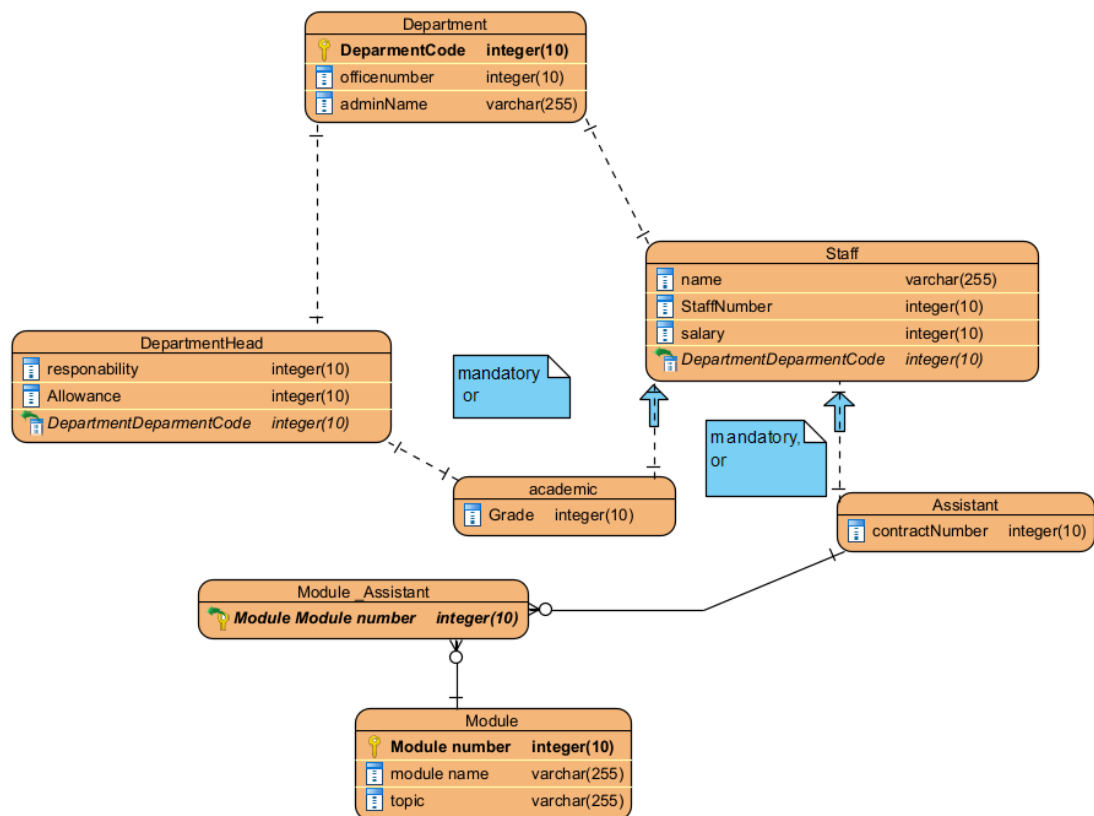 Department
DeparmentCode integer(10)
officenumber integer(10)
adminName varchar(255)
Staff
name varchar(255)
StaffNumber integer(10)
salary integer(10)
DepartmentDeparmentCode integer(10)
DepartmentHead
responability integer(10)
Allowance integer(10)
DepartmentDeparmentCode integer(10)
mandatory
or
mandatory,
or
academic
Grade integer(10)
Assistant
contractNumber integer(10)
Module _Assistant
Module Module number integer(10)
Module
Module number integer(10)
module name varchar(255)
topic varchar(255)